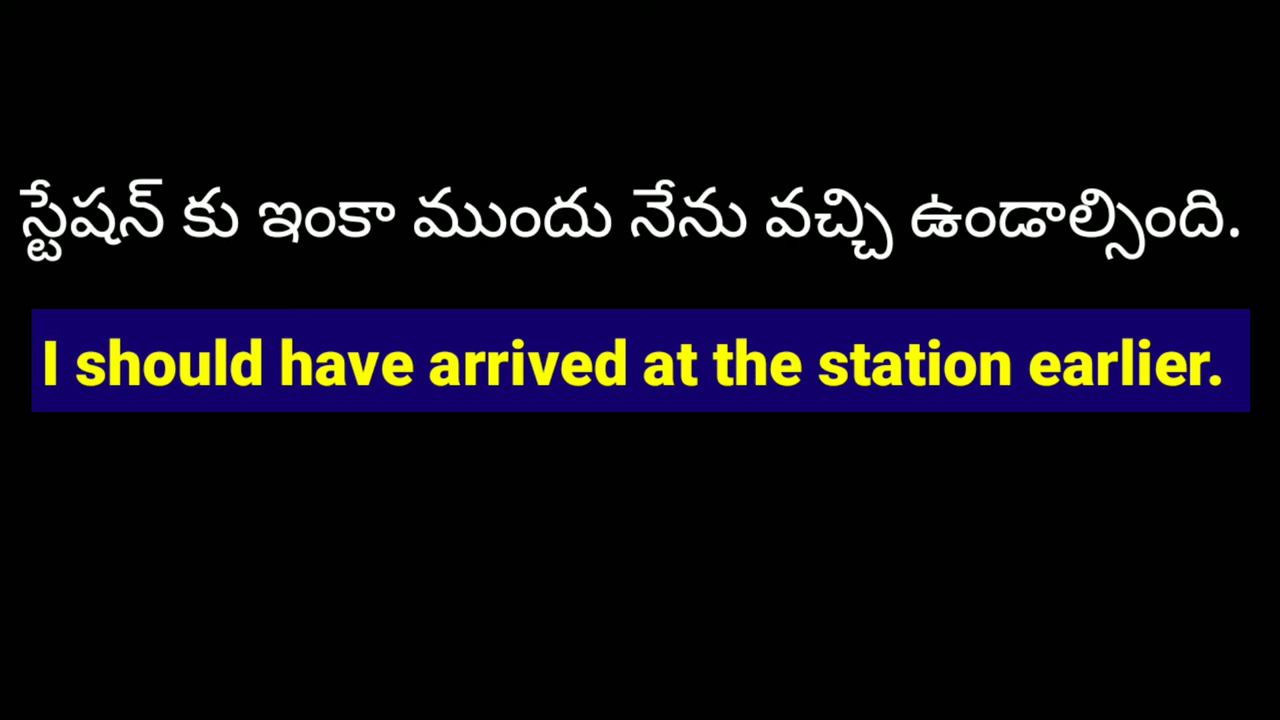 స్టేషన్ కు ఇంకా ముందు నేను వచ్చి ఉండాల్సింది.
I should have arrived at the station earlier.